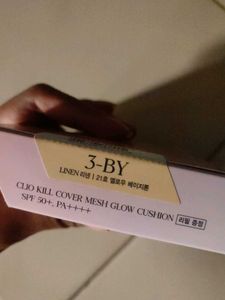 3-BY
LINEN 리넨 | 21호 옐로우 베이지톤
CLIO KILL COVER MESH GLOW CUSHION 리필 증정
SPF 50+, PA++++